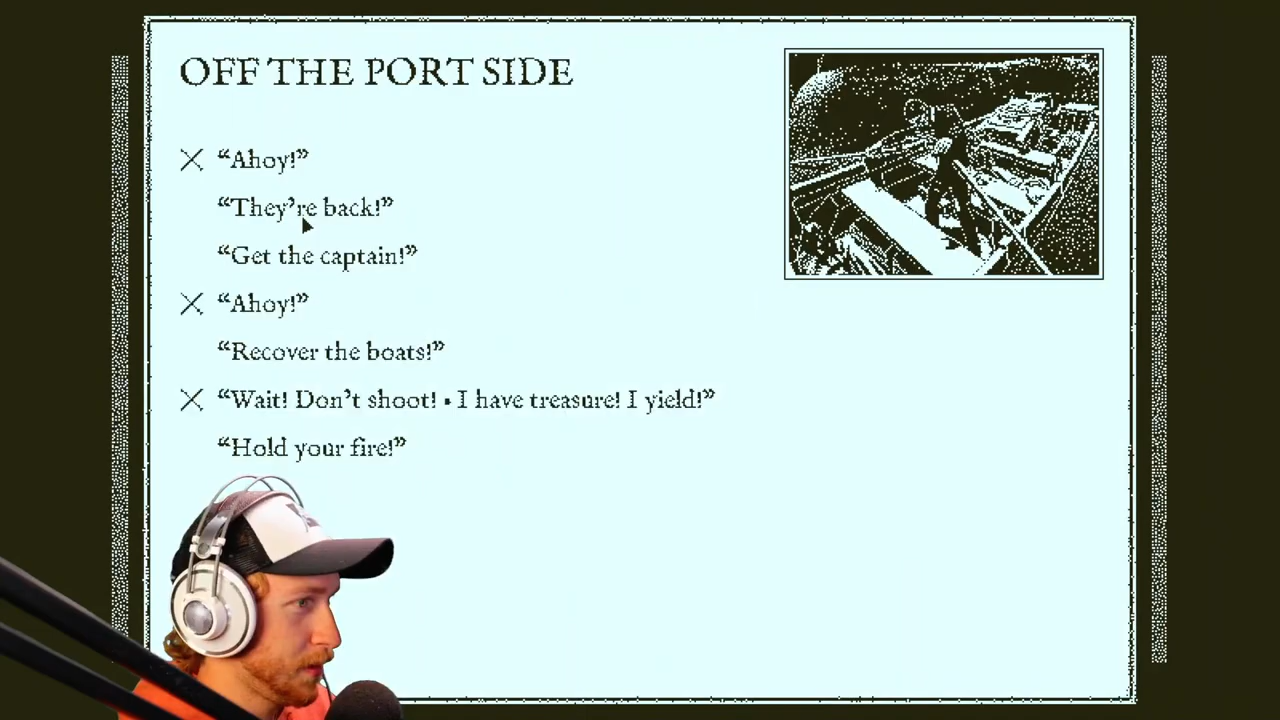 OFF THE PORT SIDE
“Ahoy!”
“They’re back!”
“Get the captain!”
“Ahoy!”
“Recover the boats!”
“Wait! Don’t shoot! • I have treasure! I yield!”
“Hold your fire!”